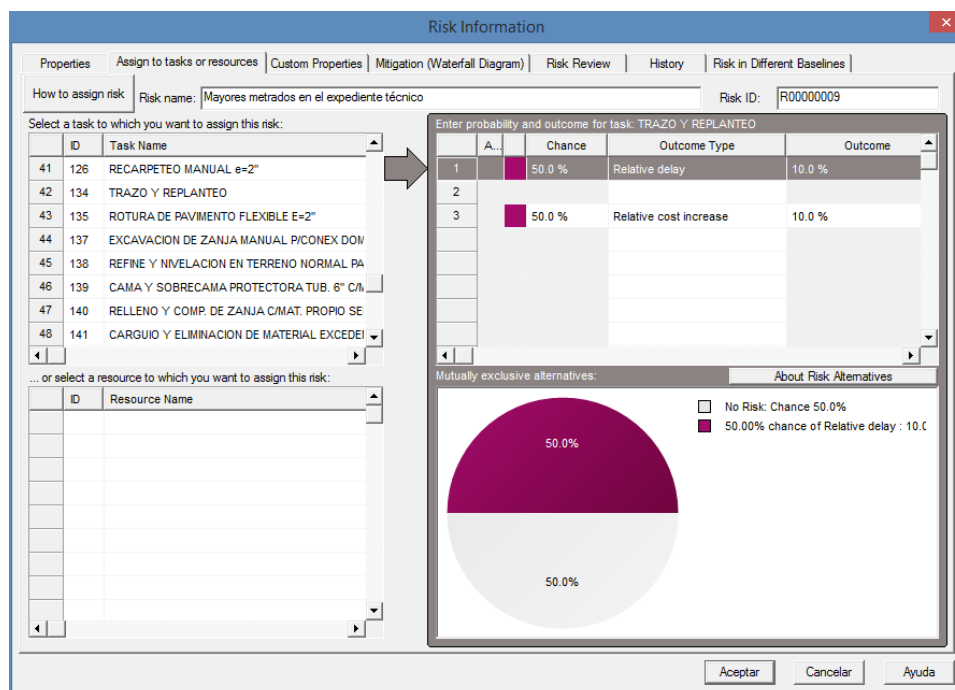 Risk Information
Properties Assign to tasks or resources Custom Properties Mitigation (Waterfall Diagram) Risk Review History Risk in Different Baselines
How to assign risk Risk name: Mayores metrados en el expediente técnico Risk ID: R00000009
Select a task to which you want to assign this risk:
ID Task Name
41 126 RECARPETEO MANUAL e=2"
42 134 TRAZO Y REPLANTEO
43 135 ROTURA DE PAVIMENTO FLEXIBLE E=2"
44 137 EXCAVACION DE ZANJA MANUAL P/CONEX DOM
45 138 REFINE Y NIVELACION EN TERRENO NORMAL PA
46 139 CAMA Y SOBRECAMA PROTECTORA TUB. 6" C/M
47 140 RELLENO Y COMP. DE ZANJA C/MAT. PROPIO SE
48 141 CARGUIO Y ELIMINACION DE MATERIAL EXCEDEN
... or select a resource to which you want to assign this risk:
ID Resource Name
Enter probability and outcome for task: TRAZO Y REPLANTEO
A... Chance Outcome Type Outcome
1 50.0 % Relative delay 10.0 %
2
3 50.0 % Relative cost increase 10.0 %
Mutually exclusive alternatives: About Risk Alternatives
50.0%
50.0%
No Risk: Chance 50.0%
50.00% chance of Relative delay : 10.0
Aceptar Cancelar Ayuda